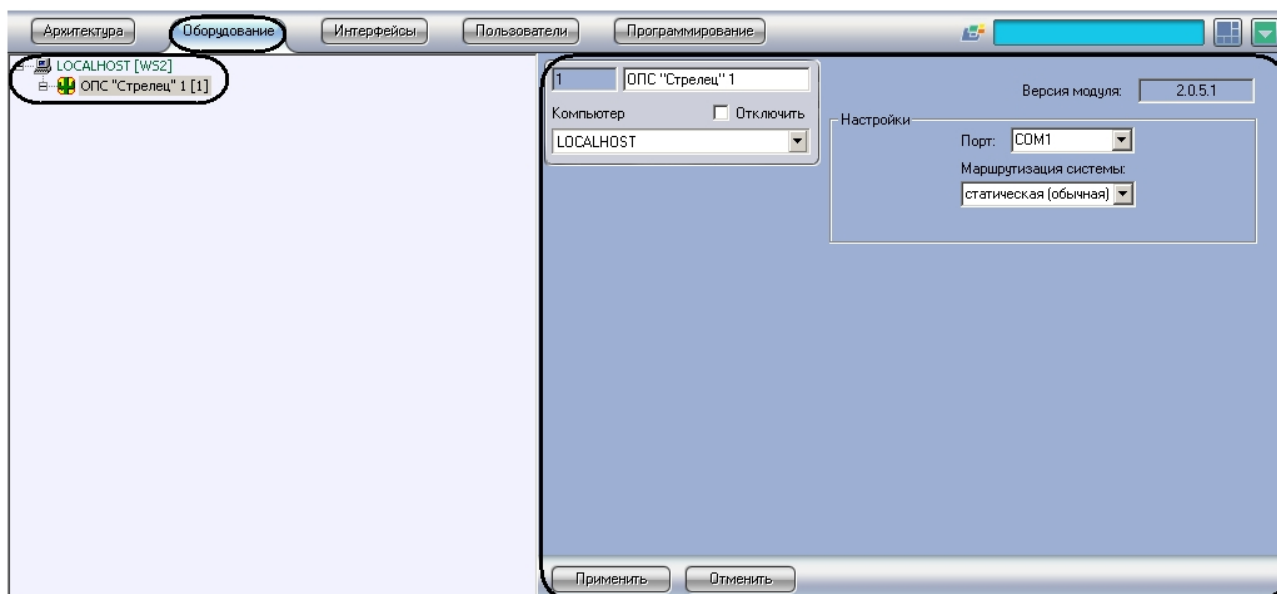 Архитектура Оборудование Интерфейсы Пользователи Программирование
LOCALHOST [WS2]
ОПС "Стрелец" 1 [1]
1 ОПС "Стрелец" 1
Компьютер Отключить
LOCALHOST
Версия модуля: 2.0.5.1
Настройки
Порт: COM1
Маршрутизация системы:
статическая (обычная)
Применить Отменить